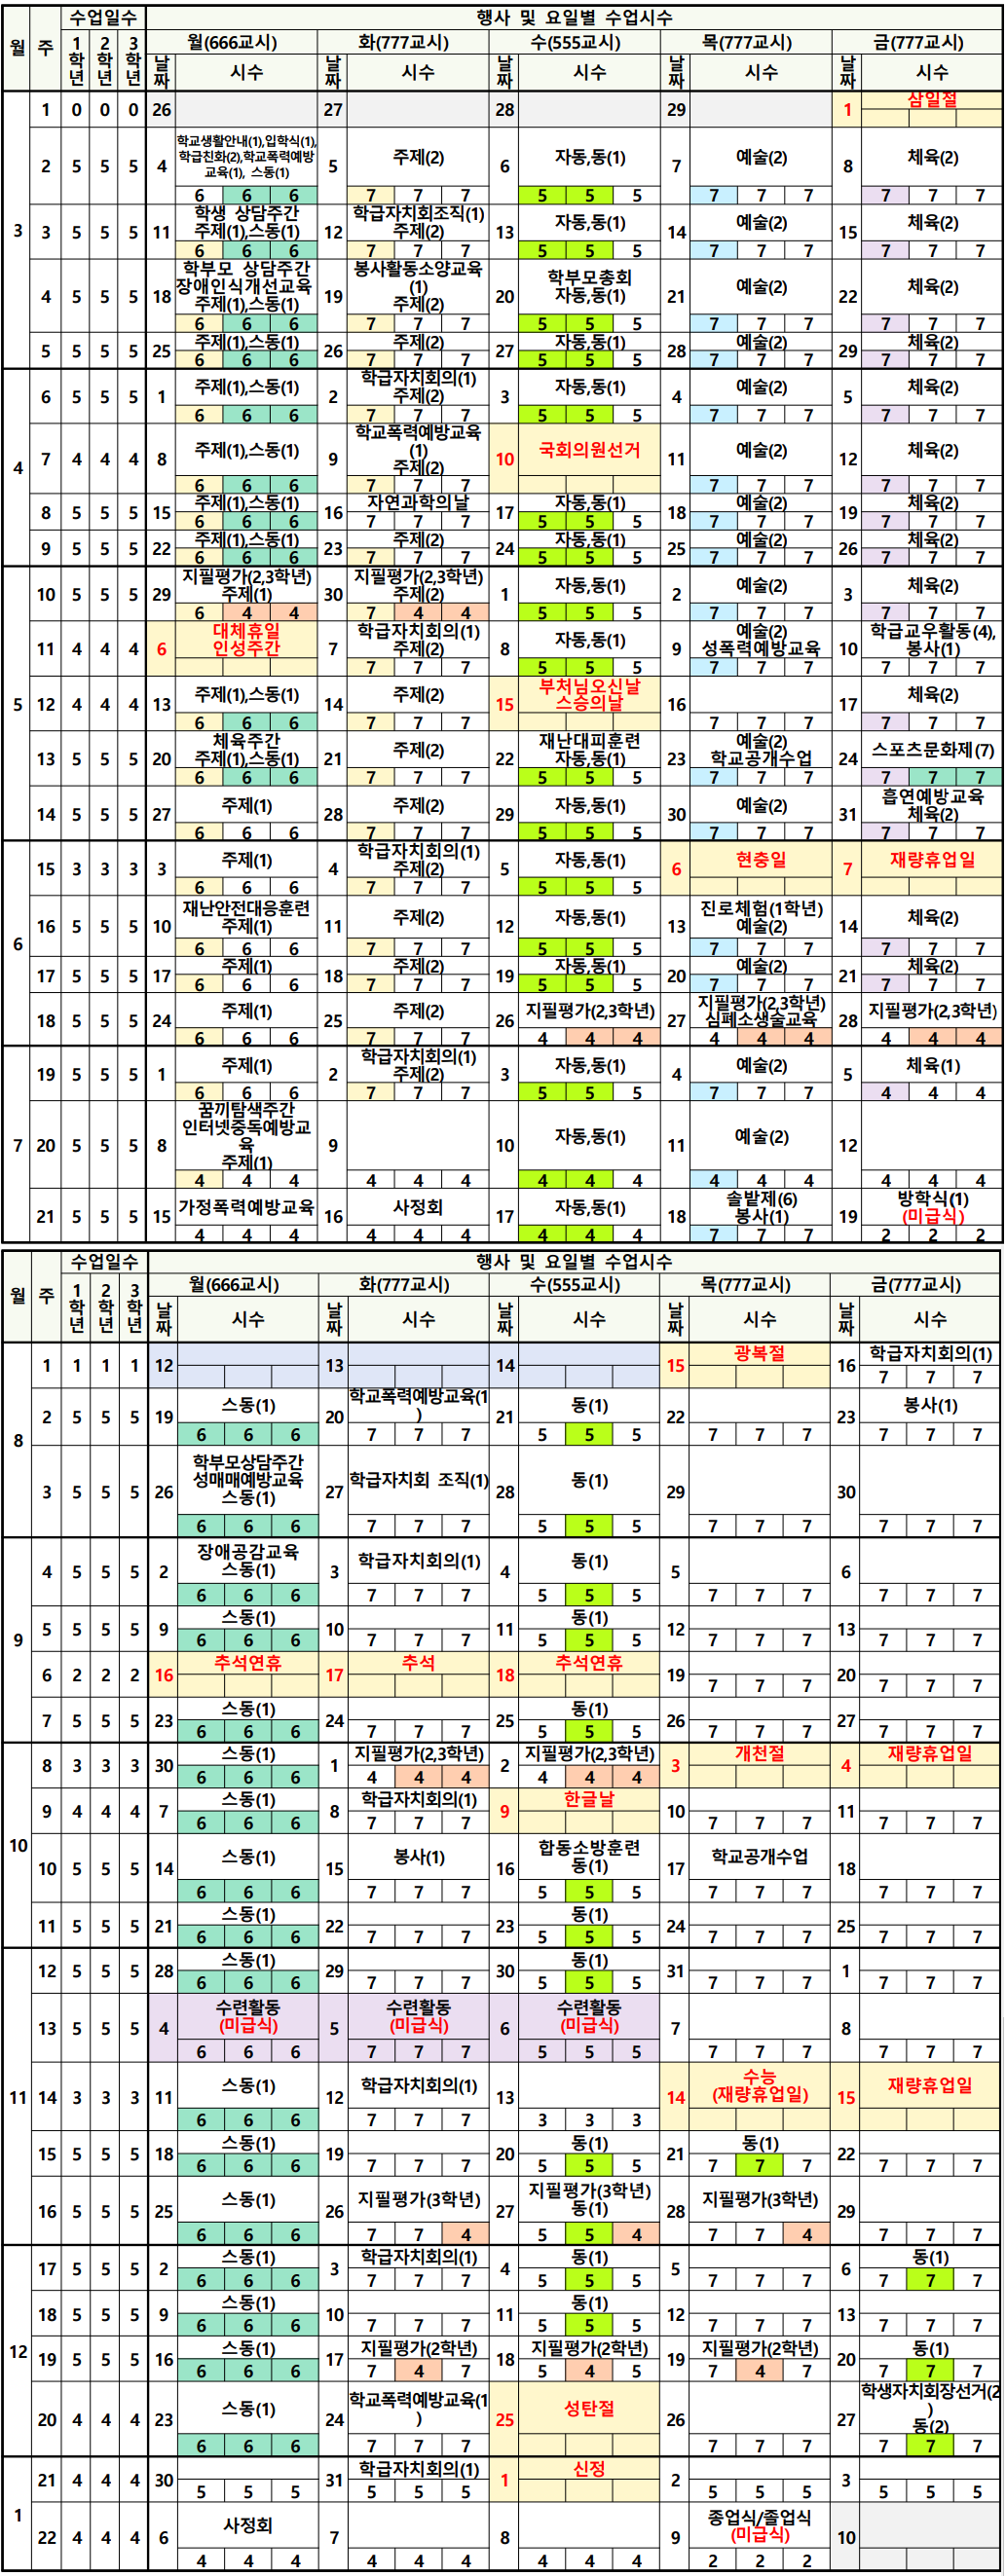 월 주 수업일수 행사 및 요일별 수업시수
1학년 2학년 3학년 월(666교시) 화(777교시) 수(555교시) 목(777교시) 금(777교시)
날짜 시수 날짜 시수 날짜 시수 날짜 시수 날짜 시수
3
1 0 0 0 26 27 28 29 1 삼일절
2 5 5 5 4 학교생활안내(1),입학식(1),
학급친화(2),학교폭력예방
교육(1), 스동(1)
6 6 6
5 주제(2) 7 7 7
6 자동,동(1) 5 5 5
7 예술(2) 7 7 7
8 체육(2) 7 7 7
3 5 5 5 11 학생 상담주간
주제(1),스동(1)
6 6 6
12 학급자치회조직(1)
주제(2)
7 7 7
13 자동,동(1) 5 5 5
14 예술(2) 7 7 7
15 체육(2) 7 7 7
4 5 5 5 18 학부모 상담주간
장애인식개선교육
주제(1),스동(1)
6 6 6
19 봉사활동소양교육
(1)
주제(2)
7 7 7
20 학부모총회
자동,동(1)
5 5 5
21 예술(2) 7 7 7
22 체육(2) 7 7 7
5 5 5 5 25 주제(1),스동(1) 6 6 6
26 주제(2) 7 7 7
27 자동,동(1) 5 5 5
28 예술(2) 7 7 7
29 체육(2) 7 7 7
4
6 5 5 5 1 주제(1),스동(1) 6 6 6
2 학급자치회의(1)
주제(2)
7 7 7
3 자동,동(1) 5 5 5
4 예술(2) 7 7 7
5 체육(2) 7 7 7
7 4 4 4 8 주제(1),스동(1) 6 6 6
9 학교폭력예방교육
(1)
주제(2)
7 7 7
10 국회의원선거
11 예술(2) 7 7 7
12 체육(2) 7 7 7
8 5 5 5 15 주제(1),스동(1) 6 6 6
16 자연과학의날 7 7 7
17 자동,동(1) 5 5 5
18 예술(2) 7 7 7
19 체육(2) 7 7 7
9 5 5 5 22 주제(1),스동(1) 6 6 6
23 주제(2) 7 7 7
24 자동,동(1) 5 5 5
25 예술(2) 7 7 7
26 체육(2) 7 7 7
5
10 5 5 5 29 지필평가(2,3학년)
주제(1)
6 4 4
30 지필평가(2,3학년)
주제(2)
7 4 4
1 자동,동(1) 5 5 5
2 예술(2) 7 7 7
3 체육(2) 7 7 7
11 4 4 4 6 대체휴일
인성주간
7 학급자치회의(1)
주제(2)
7 7 7
8 자동,동(1) 5 5 5
9 예술(2)
성폭력예방교육
7 7 7
10 학급교우활동(4),
봉사(1)
7 7 7
12 4 4 4 13 주제(1),스동(1) 6 6 6
14 주제(2) 7 7 7
15 부처님오신날
스승의날
16 7 7 7
17 체육(2) 7 7 7
13 5 5 5 20 체육주간
주제(1),스동(1)
6 6 6
21 주제(2) 7 7 7
22 재난대피훈련
자동,동(1)
5 5 5
23 예술(2)
학교공개수업
7 7 7
24 스포츠문화제(7) 7 7 7
14 5 5 5 27 주제(1) 6 6 6
28 주제(2) 7 7 7
29 자동,동(1) 5 5 5
30 예술(2) 7 7 7
31 흡연예방교육
체육(2)
7 7 7
6
15 3 3 3 3 주제(1) 6 6 6
4 학급자치회의(1)
주제(2)
7 7 7
5 자동,동(1) 5 5 5
6 현충일
7 재량휴업일
16 5 5 5 10 재난안전대응훈련
주제(1)
6 6 6
11 주제(2) 7 7 7
12 자동,동(1) 5 5 5
13 진로체험(1학년)
예술(2)
7 7 7
14 체육(2) 7 7 7
17 5 5 5 17 주제(1) 6 6 6
18 주제(2) 7 7 7
19 자동,동(1) 5 5 5
20 예술(2) 7 7 7
21 체육(2) 7 7 7
18 5 5 5 24 주제(1) 6 6 6
25 주제(2) 7 7 7
26 지필평가(2,3학년) 4 4 4
27 지필평가(2,3학년)
심폐소생술교육
4 4 4
28 지필평가(2,3학년) 4 4 4
7
19 5 5 5 1 주제(1) 6 6 6
2 학급자치회의(1)
주제(2)
7 7 7
3 자동,동(1) 5 5 5
4 예술(2) 7 7 7
5 체육(1) 4 4 4
20 5 5 5 8 꿈끼탐색주간
인터넷중독예방교
육
주제(1)
4 4 4
9 4 4 4
10 자동,동(1) 4 4 4
11 예술(2) 4 4 4
12 4 4 4
21 5 5 5 15 가정폭력예방교육 4 4 4
16 사정회 4 4 4
17 자동,동(1) 4 4 4
18 솔밭제(6)
봉사(1)
7 7 7
19 방학식(1)
(미급식)
2 2 2
월 주 수업일수 행사 및 요일별 수업시수
1학년 2학년 3학년 월(666교시) 화(777교시) 수(555교시) 목(777교시) 금(777교시)
날짜 시수 날짜 시수 날짜 시수 날짜 시수 날짜 시수
8
1 1 1 1 12 13 14 15 광복절
16 학급자치회의(1) 7 7 7
2 5 5 5 19 스동(1) 6 6 6
20 학교폭력예방교육(1
)
7 7 7
21 동(1) 5 5 5
22 7 7 7
23 봉사(1) 7 7 7
3 5 5 5 26 학부모상담주간
성매매예방교육
스동(1)
6 6 6
27 학급자치회 조직(1) 7 7 7
28 동(1) 5 5 5
29 7 7 7
30 7 7 7
9
4 5 5 5 2 장애공감교육
스동(1)
6 6 6
3 학급자치회의(1) 7 7 7
4 동(1) 5 5 5
5 7 7 7
6 7 7 7
5 5 5 5 9 스동(1) 6 6 6
10 7 7 7
11 동(1) 5 5 5
12 7 7 7
13 7 7 7
6 2 2 2 16 추석연휴
17 추석
18 추석연휴
19 7 7 7
20 7 7 7
7 5 5 5 23 스동(1) 6 6 6
24 7 7 7
25 동(1) 5 5 5
26 7 7 7
27 7 7 7
10
8 3 3 3 30 스동(1) 6 6 6
1 지필평가(2,3학년) 4 4 4
2 지필평가(2,3학년) 4 4 4
3 개천절
4 재량휴업일
9 4 4 4 7 스동(1) 6 6 6
8 학급자치회의(1) 7 7 7
9 한글날
10 7 7 7
11 7 7 7
10 5 5 5 14 스동(1) 6 6 6
15 봉사(1) 7 7 7
16 합동소방훈련
동(1)
5 5 5
17 학교공개수업 7 7 7
18 7 7 7
11 5 5 5 21 스동(1) 6 6 6
22 7 7 7
23 동(1) 5 5 5
24 7 7 7
25 7 7 7
11
12 5 5 5 28 스동(1) 6 6 6
29 7 7 7
30 동(1) 5 5 5
31 7 7 7
1 7 7 7
13 5 5 5 4 수련활동
(미급식)
6 6 6
5 수련활동
(미급식)
7 7 7
6 수련활동
(미급식)
5 5 5
7 7 7 7
8 7 7 7
14 3 3 3 11 스동(1) 6 6 6
12 학급자치회의(1) 7 7 7
13 3 3 3
14 수능
(재량휴업일)
15 재량휴업일
15 5 5 5 18 스동(1) 6 6 6
19 7 7 7
20 동(1) 5 5 5
21 동(1) 7 7 7
22 7 7 7
16 5 5 5 25 스동(1) 6 6 6
26 지필평가(3학년) 7 7 4
27 지필평가(3학년)
동(1)
5 5 4
28 지필평가(3학년) 7 7 4
29 7 7 7
12
17 5 5 5 2 스동(1) 6 6 6
3 학급자치회의(1) 7 7 7
4 동(1) 5 5 5
5 7 7 7
6 동(1) 7 7 7
18 5 5 5 9 스동(1) 6 6 6
10 7 7 7
11 동(1) 5 5 5
12 7 7 7
13 7 7 7
19 5 5 5 16 스동(1) 6 6 6
17 지필평가(2학년) 7 4 7
18 지필평가(2학년) 5 4 5
19 지필평가(2학년) 7 4 7
20 동(1) 7 7 7
20 4 4 4 23 스동(1) 6 6 6
24 학교폭력예방교육(1
)
7 7 7
25 성탄절
26 7 7 7
27 학생자치회장선거(2
)
동(2)
7 7 7
1
21 4 4 4 30 5 5 5
31 학급자치회의(1) 5 5 5
1 신정
2 5 5 5
3 5 5 5
22 4 4 4 6 사정회 4 4 4
7 4 4 4
8 4 4 4
9 종업식/졸업식
(미급식)
2 2 2
10